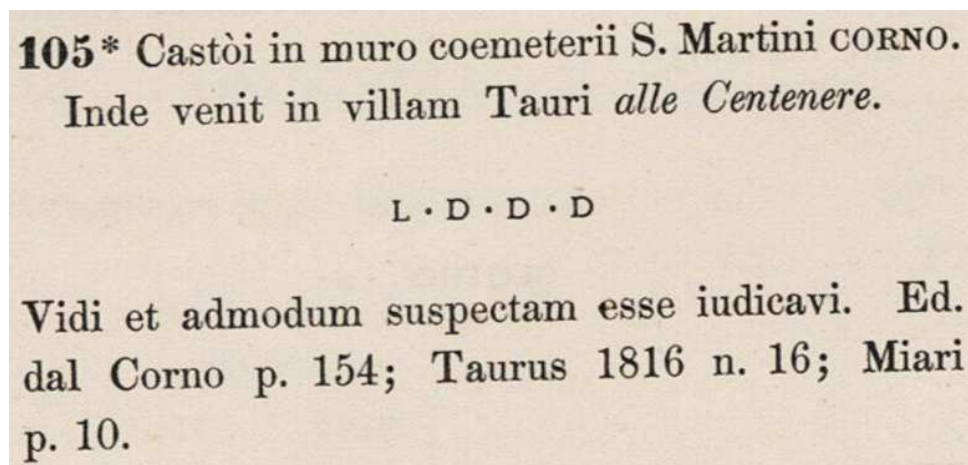 105* Castòi in muro coemeterii S. Martini CORNO.
Inde venit in villam Tauri alle Centenere.
L · D · D · D
Vidi et admodum suspectam esse iudicavi. Ed.
dal Corno p. 154; Taurus 1816 n. 16; Miari
p. 10.